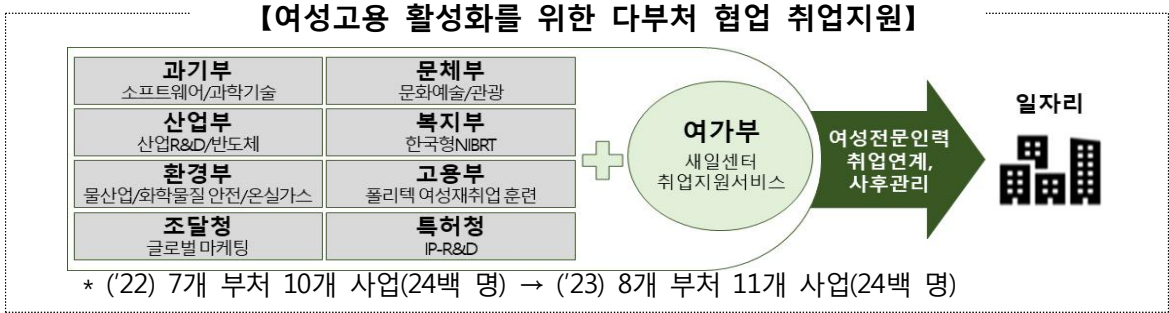 【여성고용 활성화를 위한 다부처 협업 취업지원】
과기부
소프트웨어/과학기술
문체부
문화예술/관광
산업부
산업R&D/반도체
복지부
한국형NIBRT
환경부
물산업/화학물질 안전/온실가스
고용부
폴리텍 여성재취업 훈련
조달청
글로벌 마케팅
특허청
IP-R&D
여가부
새일센터
취업지원서비스
여성전문인력
취업연계,
사후관리
일자리
* (’22) 7개 부처 10개 사업(24백 명) → (’23) 8개 부처 11개 사업(24백 명)